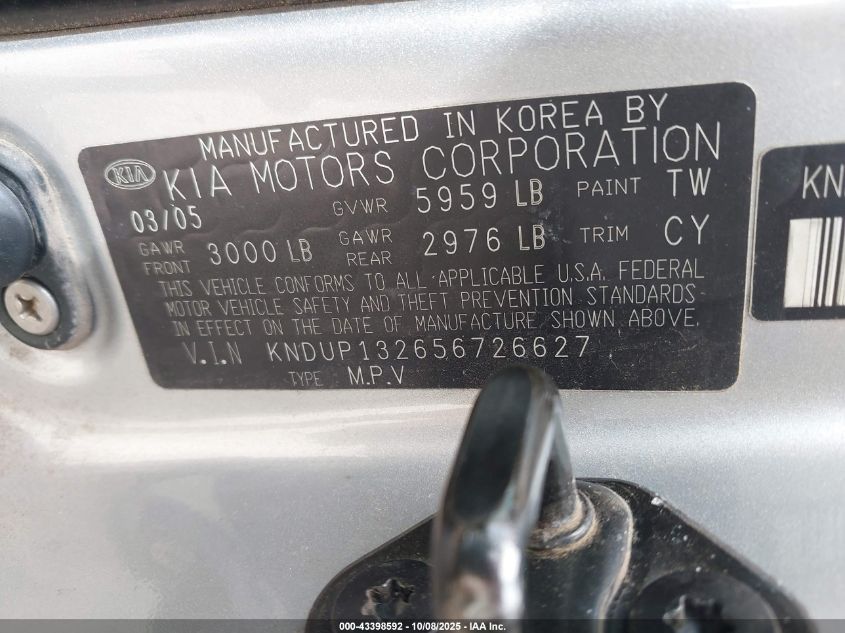 MANUFACTURED IN KOREA BY
KIA KIA MOTORS CORPORATION
03/05 GVWR 5959 LB PAINT TW
GAWR FRONT 3000 LB GAWR REAR 2976 LB TRIM CY
THIS VEHICLE CONFORMS TO ALL APPLICABLE U.S.A. FEDERAL
MOTOR VEHICLE SAFETY AND THEFT PREVENTION STANDARDS
IN EFFECT ON THE DATE OF MANUFACTURE SHOWN ABOVE.
V.I.N KNDUP132656726627
TYPE M.P.V
KN
000-43398592 - 10/08/2025 - IAA Inc.